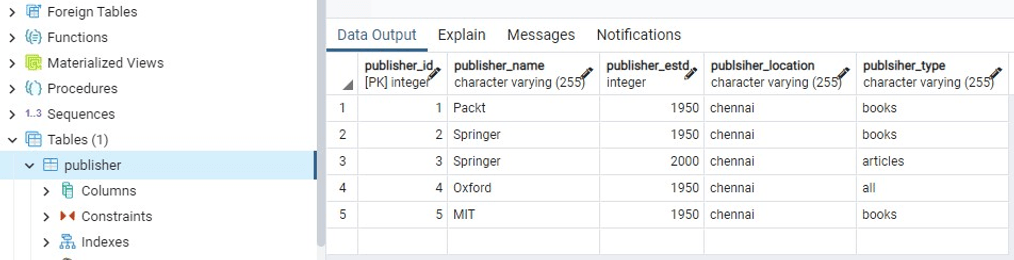 Foreign Tables
Functions
Materialized Views
Procedures
1..3 Sequences
Tables (1)
publisher
Columns
Constraints
Indexes
Data Output Explain Messages Notifications
publisher_id publisher_name publisher_estd publsiher_location publsiher_type
[PK] integer character varying (255) integer character varying (255) character varying (255)
1 1 Packt 1950 chennai books
2 2 Springer 1950 chennai books
3 3 Springer 2000 chennai articles
4 4 Oxford 1950 chennai all
5 5 MIT 1950 chennai books